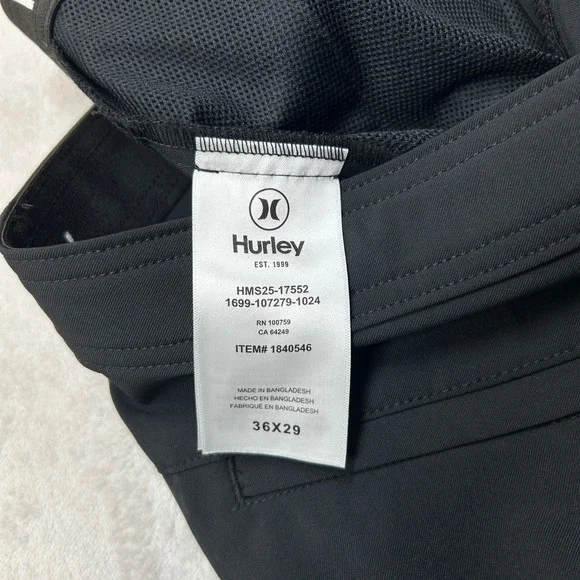 Hurley
EST. 1999
HMS25-17552
1699-107279-1024
RN 100759
CA 64249
ITEM# 1840546
MADE IN BANGLADESH
HECHO EN BANGLADESH
FABRIQUÉ EN BANGLADESH
36X29